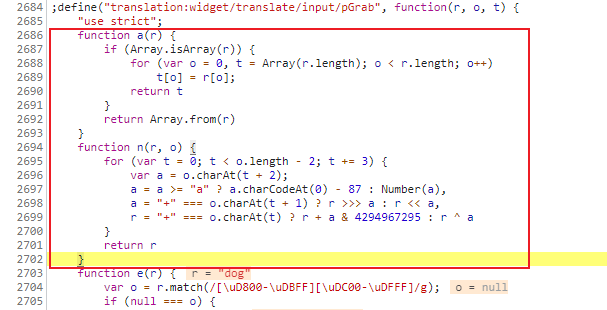 2684 ;define("translation:widget/translate/input/pGrab", function(r, o, t) {
2685 "use strict";
2686 function a(r) {
2687 if (Array.isArray(r)) {
2688 for (var o = 0, t = Array(r.length); o < r.length; o++)
2689 t[o] = r[o];
2690 return t
2691 }
2692 return Array.from(r)
2693 }
2694 function n(r, o) {
2695 for (var t = 0; t < o.length - 2; t += 3) {
2696 var a = o.charAt(t + 2);
2697 a = a >= "a" ? a.charCodeAt(0) - 87 : Number(a),
2698 a = "+" === o.charAt(t + 1) ? r >>> a : r << a,
2699 r = "+" === o.charAt(t) ? r + a & 4294967295 : r ^ a
2700 }
2701 return r
2702 }
2703 function e(r) { r = "dog"
2704 var o = r.match(/[\uD800-\uDBFF][\uDC00-\uDFFF]/g); o = null
2705 if (null === o) {